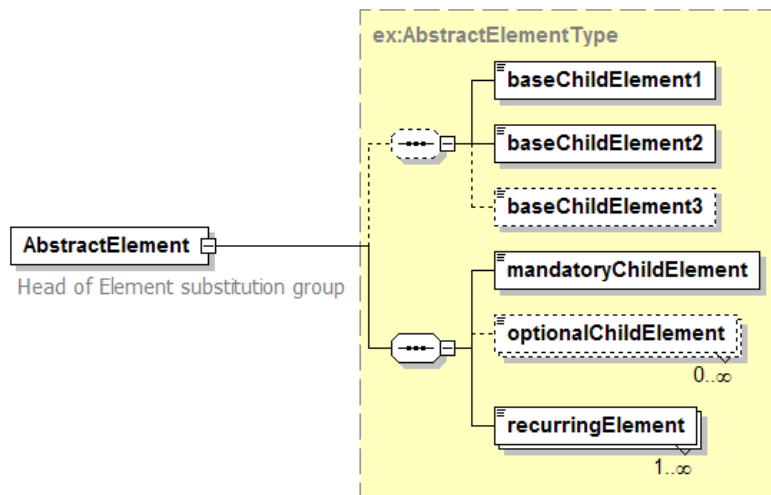 ex:AbstractElementType
baseChildElement1
baseChildElement2
baseChildElement3
AbstractElement
Head of Element substitution group
mandatoryChildElement
optionalChildElement
0..∞
recurringElement
1..∞